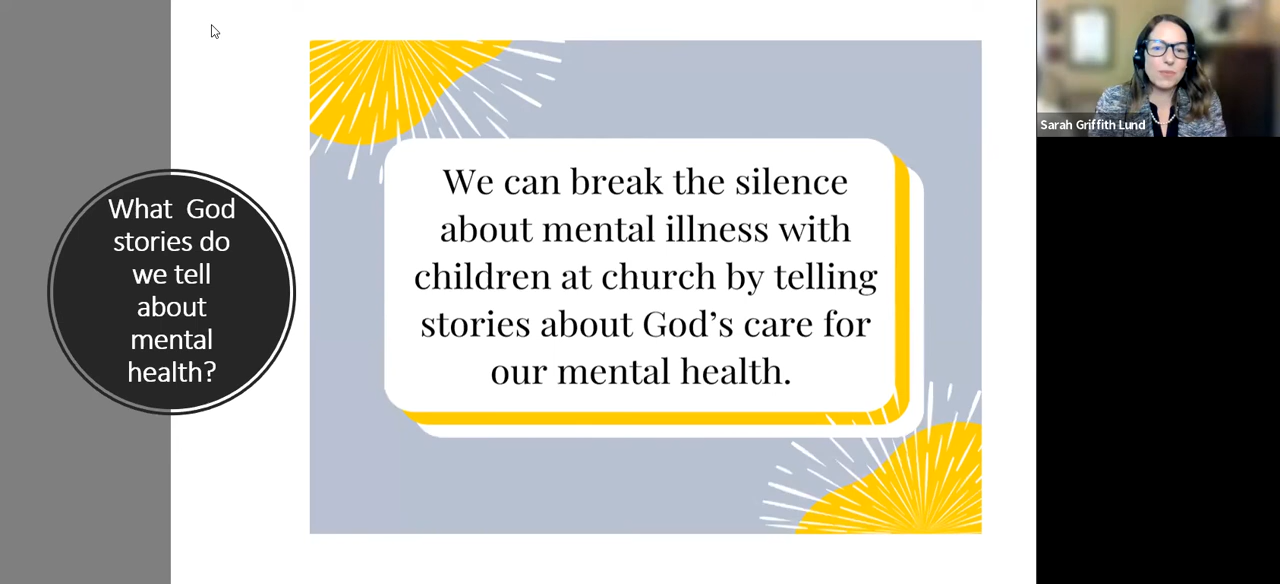 What God
stories do
we tell
about
mental
health?
We can break the silence
about mental illness with
children at church by telling
stories about God’s care for
our mental health.
Sarah Griffith Lund